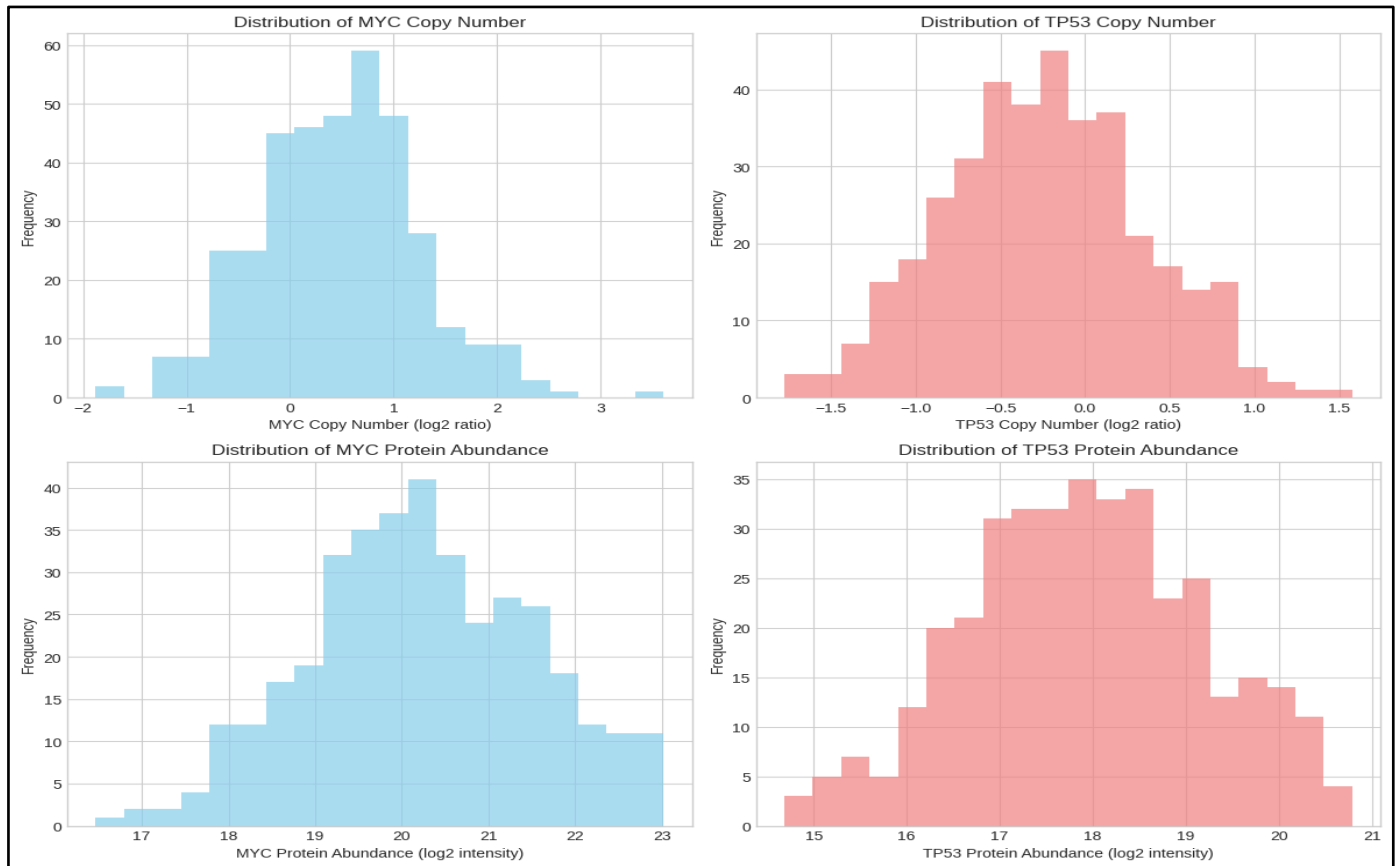 Distribution of MYC Copy Number
60
50
40
30
20
10
0
Frequency
−2 −1 0 1 2 3
MYC Copy Number (log2 ratio)
Distribution of TP53 Copy Number
40
30
20
10
0
Frequency
−1.5 −1.0 −0.5 0.0 0.5 1.0 1.5
TP53 Copy Number (log2 ratio)
Distribution of MYC Protein Abundance
40
35
30
25
20
15
10
5
0
Frequency
17 18 19 20 21 22 23
MYC Protein Abundance (log2 intensity)
Distribution of TP53 Protein Abundance
35
30
25
20
15
10
5
0
Frequency
15 16 17 18 19 20 21
TP53 Protein Abundance (log2 intensity)